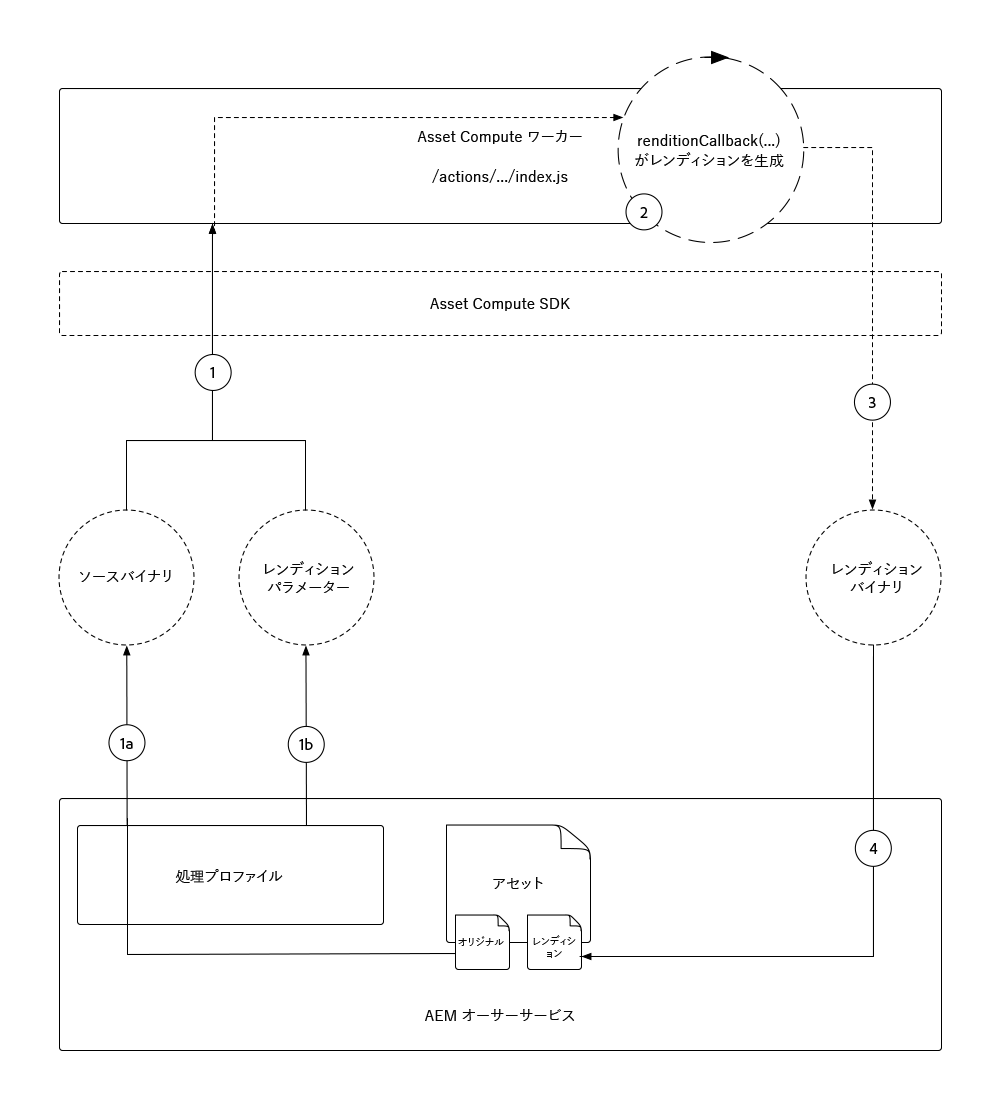 renditionCallback(...)
がレンディションを生成
Asset Compute ワーカー
/actions/.../index.js
2
Asset Compute SDK
1
3
ソースバイナリ
レンディション
パラメーター
レンディション
バイナリ
1a
1b
4
処理プロファイル
アセット
オリジナル
レンディシ
ョン
AEM オーサーサービス